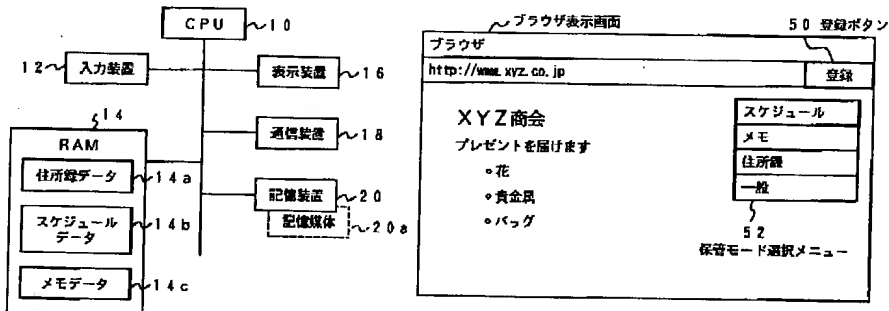 CPU
10
12
入力装置
表示装置
16
14
RAM
通信装置
18
住所録データ
14a
記憶装置
20
記憶媒体
20a
スケジュール
データ
14b
メモデータ
14c
ブラウザ表示画面
50 登録ボタン
ブラウザ
http://www.xyz.co.jp
登録
XYZ商会
プレゼントを届けます
○花
○貴金属
○バッグ
スケジュール
メモ
住所録
一般
52
保管モード選択メニュー